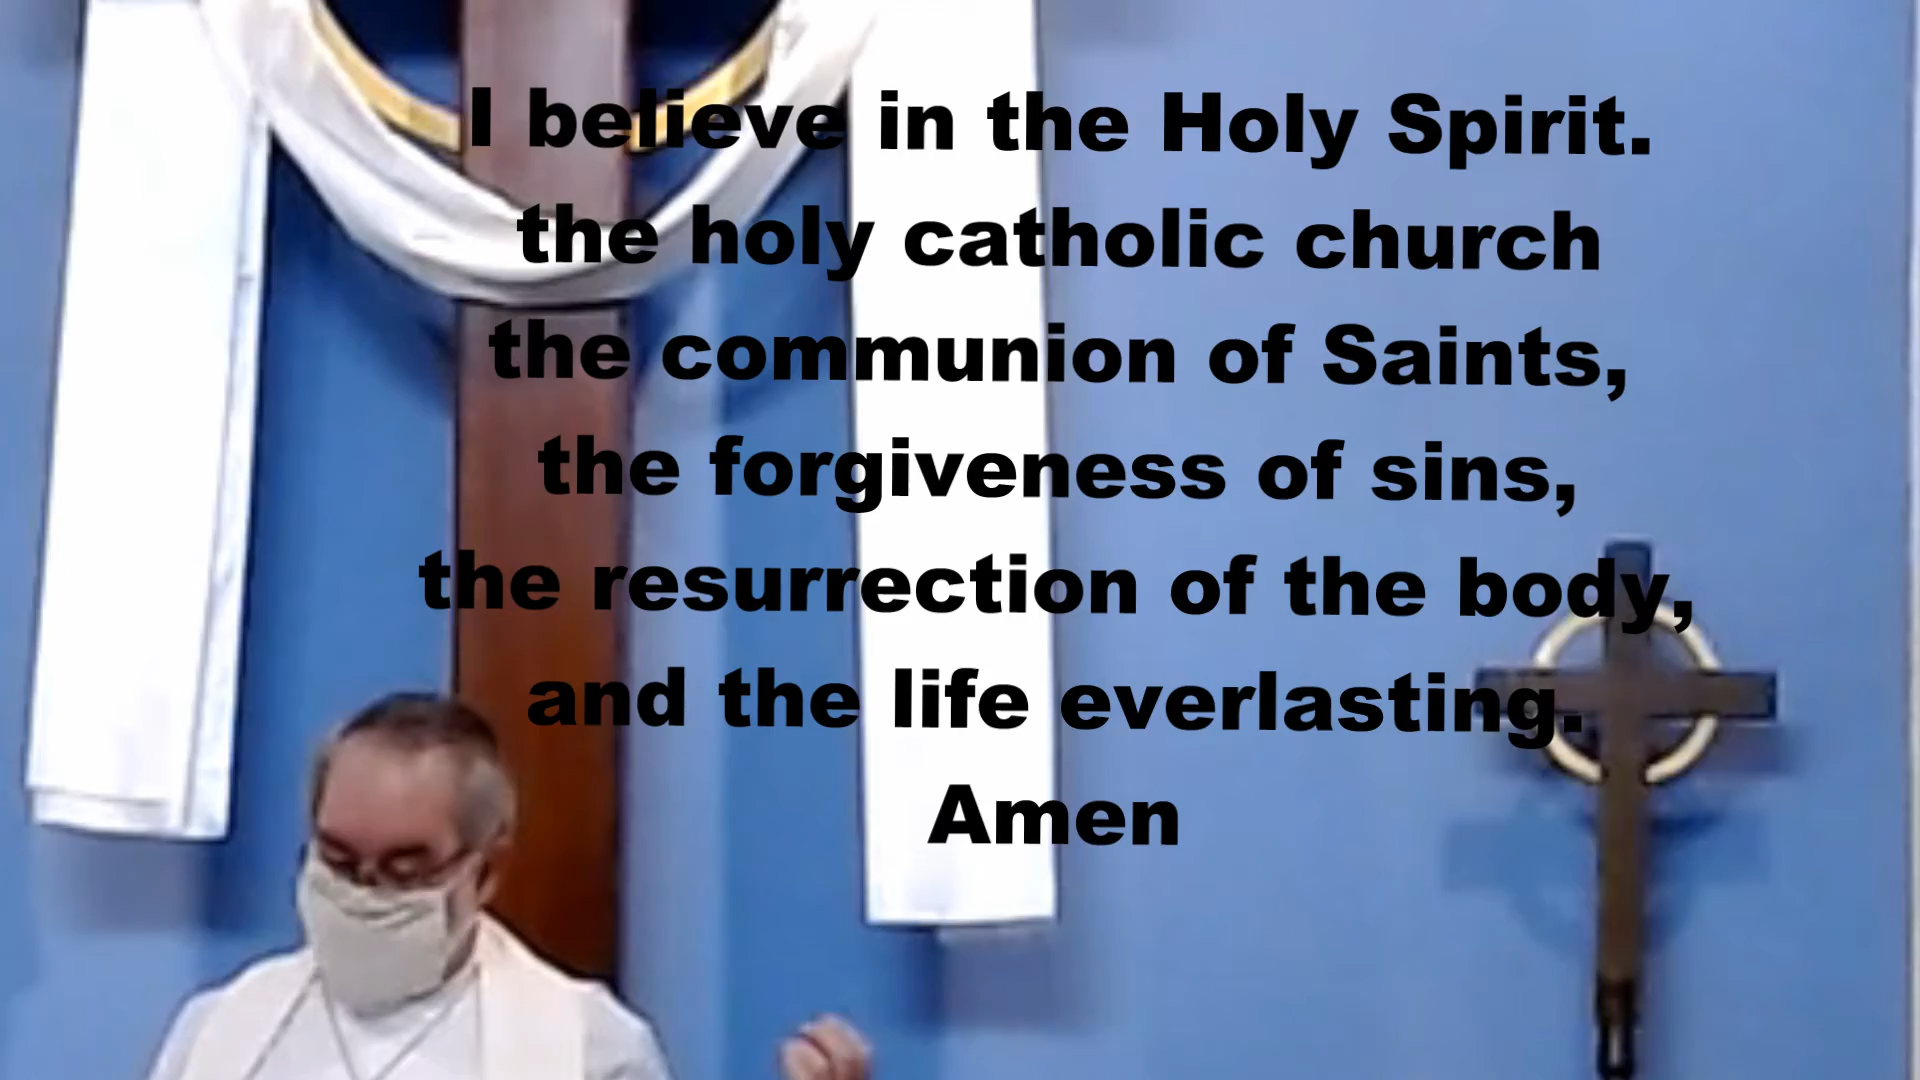 I believe in the Holy Spirit.
the holy catholic church
the communion of Saints,
the forgiveness of sins,
the resurrection of the body,
and the life everlasting.
Amen